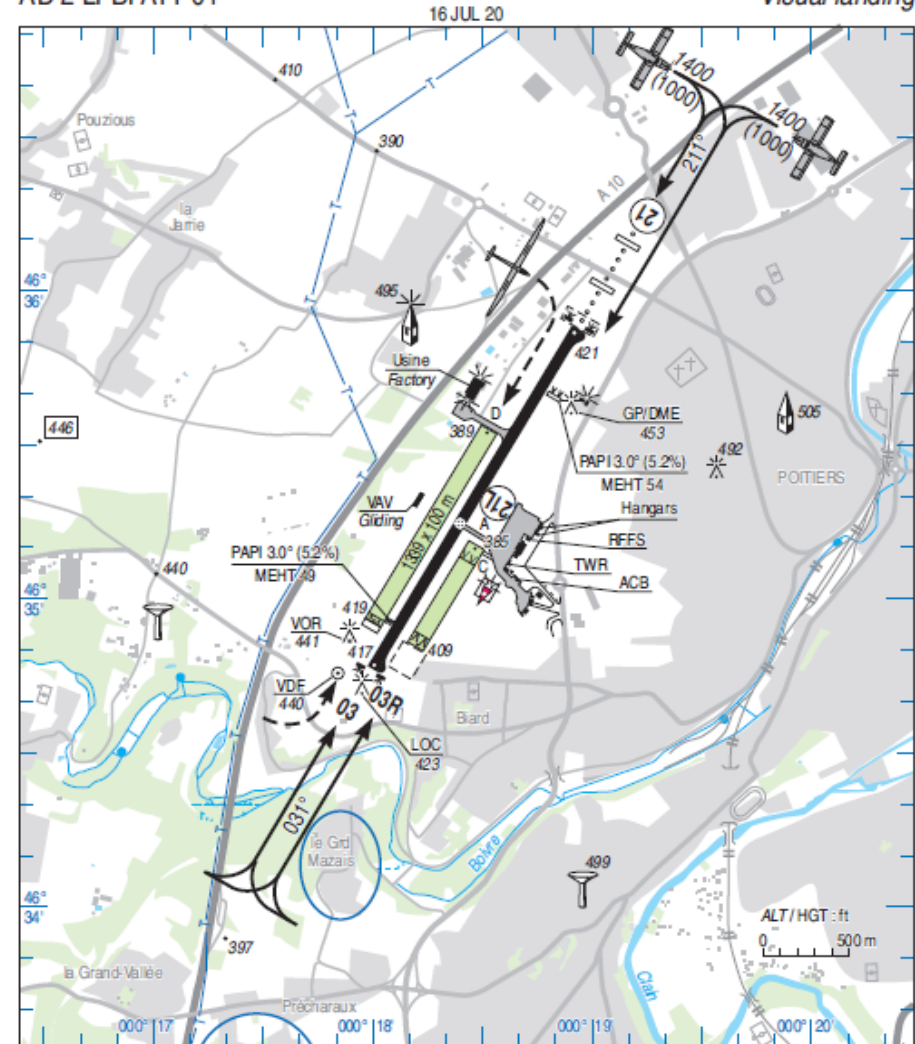 16 JUL 20
Visual landing
410
1400
(1000)
1400
(1000)
Pouzious
390
211°
A 10
21
la
Jarrie
T
T
T
T
T
T
46°
36'
495
421
Usine
Factory
D
389
GP/DME
453
505
446
PAPI 3.0° (5.2%)
MEHT 54
492
POITIERS
VAV
Gliding
1339 x 100 m
21L
A
385
Hangars
RFFS
PAPI 3.0° (5.2%)
MEHT 49
C
TWR
ACB
440
46°
35'
419
VOR
441
417
409
VDF
440
03
03R
Biard
LOC
423
031°
le Grd
Mazais
Boivre
499
46°
34'
ALT / HGT : ft
0 500 m
397
la Grand-Vallée
Clain
Précharaux
000° 17' 000° 18' 000° 19' 000° 20'